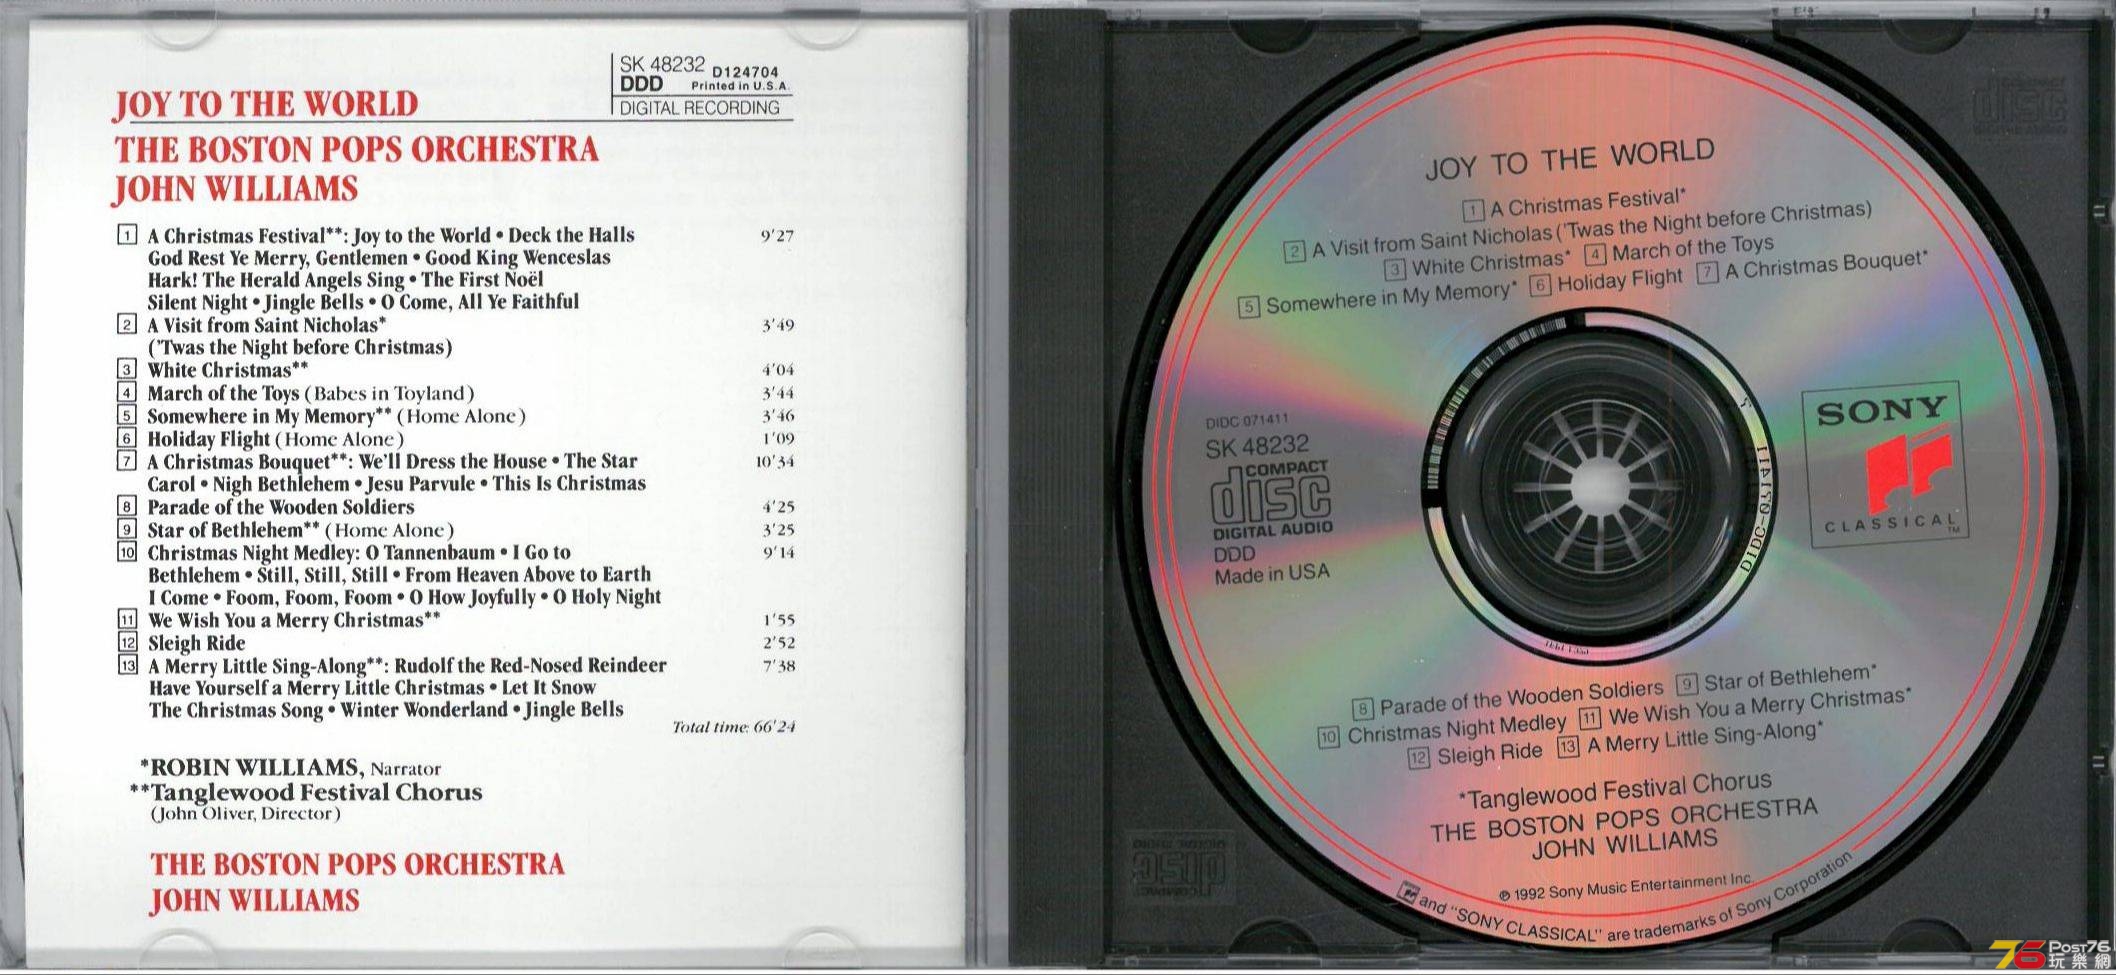 SK 48232 D124704
DDD Printed in U.S.A.
DIGITAL RECORDING
JOY TO THE WORLD
THE BOSTON POPS ORCHESTRA
JOHN WILLIAMS
1 A Christmas Festival**: Joy to the World • Deck the Halls 9'27
God Rest Ye Merry, Gentlemen • Good King Wenceslas
Hark! The Herald Angels Sing • The First Noël
Silent Night • Jingle Bells • O Come, All Ye Faithful
2 A Visit from Saint Nicholas* 3'49
('Twas the Night before Christmas)
3 White Christmas** 4'04
4 March of the Toys (Babes in Toyland) 3'44
5 Somewhere in My Memory** (Home Alone) 3'46
6 Holiday Flight (Home Alone) 1'09
7 A Christmas Bouquet**: We'll Dress the House • The Star 10'34
Carol • Nigh Bethlehem • Jesu Parvule • This Is Christmas
8 Parade of the Wooden Soldiers 4'25
9 Star of Bethlehem** (Home Alone) 3'25
10 Christmas Night Medley: O Tannenbaum • I Go to 9'14
Bethlehem • Still, Still, Still • From Heaven Above to Earth
I Come • Foom, Foom, Foom • O How Joyfully • O Holy Night
11 We Wish You a Merry Christmas** 1'55
12 Sleigh Ride 2'52
13 A Merry Little Sing-Along**: Rudolf the Red-Nosed Reindeer 7'38
Have Yourself a Merry Little Christmas • Let It Snow
The Christmas Song • Winter Wonderland • Jingle Bells
Total time: 66'24
*ROBIN WILLIAMS, Narrator
**Tanglewood Festival Chorus
(John Oliver, Director)
THE BOSTON POPS ORCHESTRA
JOHN WILLIAMS
JOY TO THE WORLD
1 A Christmas Festival*
2 A Visit from Saint Nicholas ('Twas the Night before Christmas)
3 White Christmas* 4 March of the Toys
5 Somewhere in My Memory* 6 Holiday Flight 7 A Christmas Bouquet*
DIDC 071411
SK 48232
COMPACT
disc
DIGITAL AUDIO
DDD
Made in USA
SONY
CLASSICAL™
8 Parade of the Wooden Soldiers 9 Star of Bethlehem*
10 Christmas Night Medley 11 We Wish You a Merry Christmas*
12 Sleigh Ride 13 A Merry Little Sing-Along*
*Tanglewood Festival Chorus
THE BOSTON POPS ORCHESTRA
JOHN WILLIAMS
℗ 1992 Sony Music Entertainment Inc.
and "SONY CLASSICAL" are trademarks of Sony Corporation
76 Post76
玩樂網